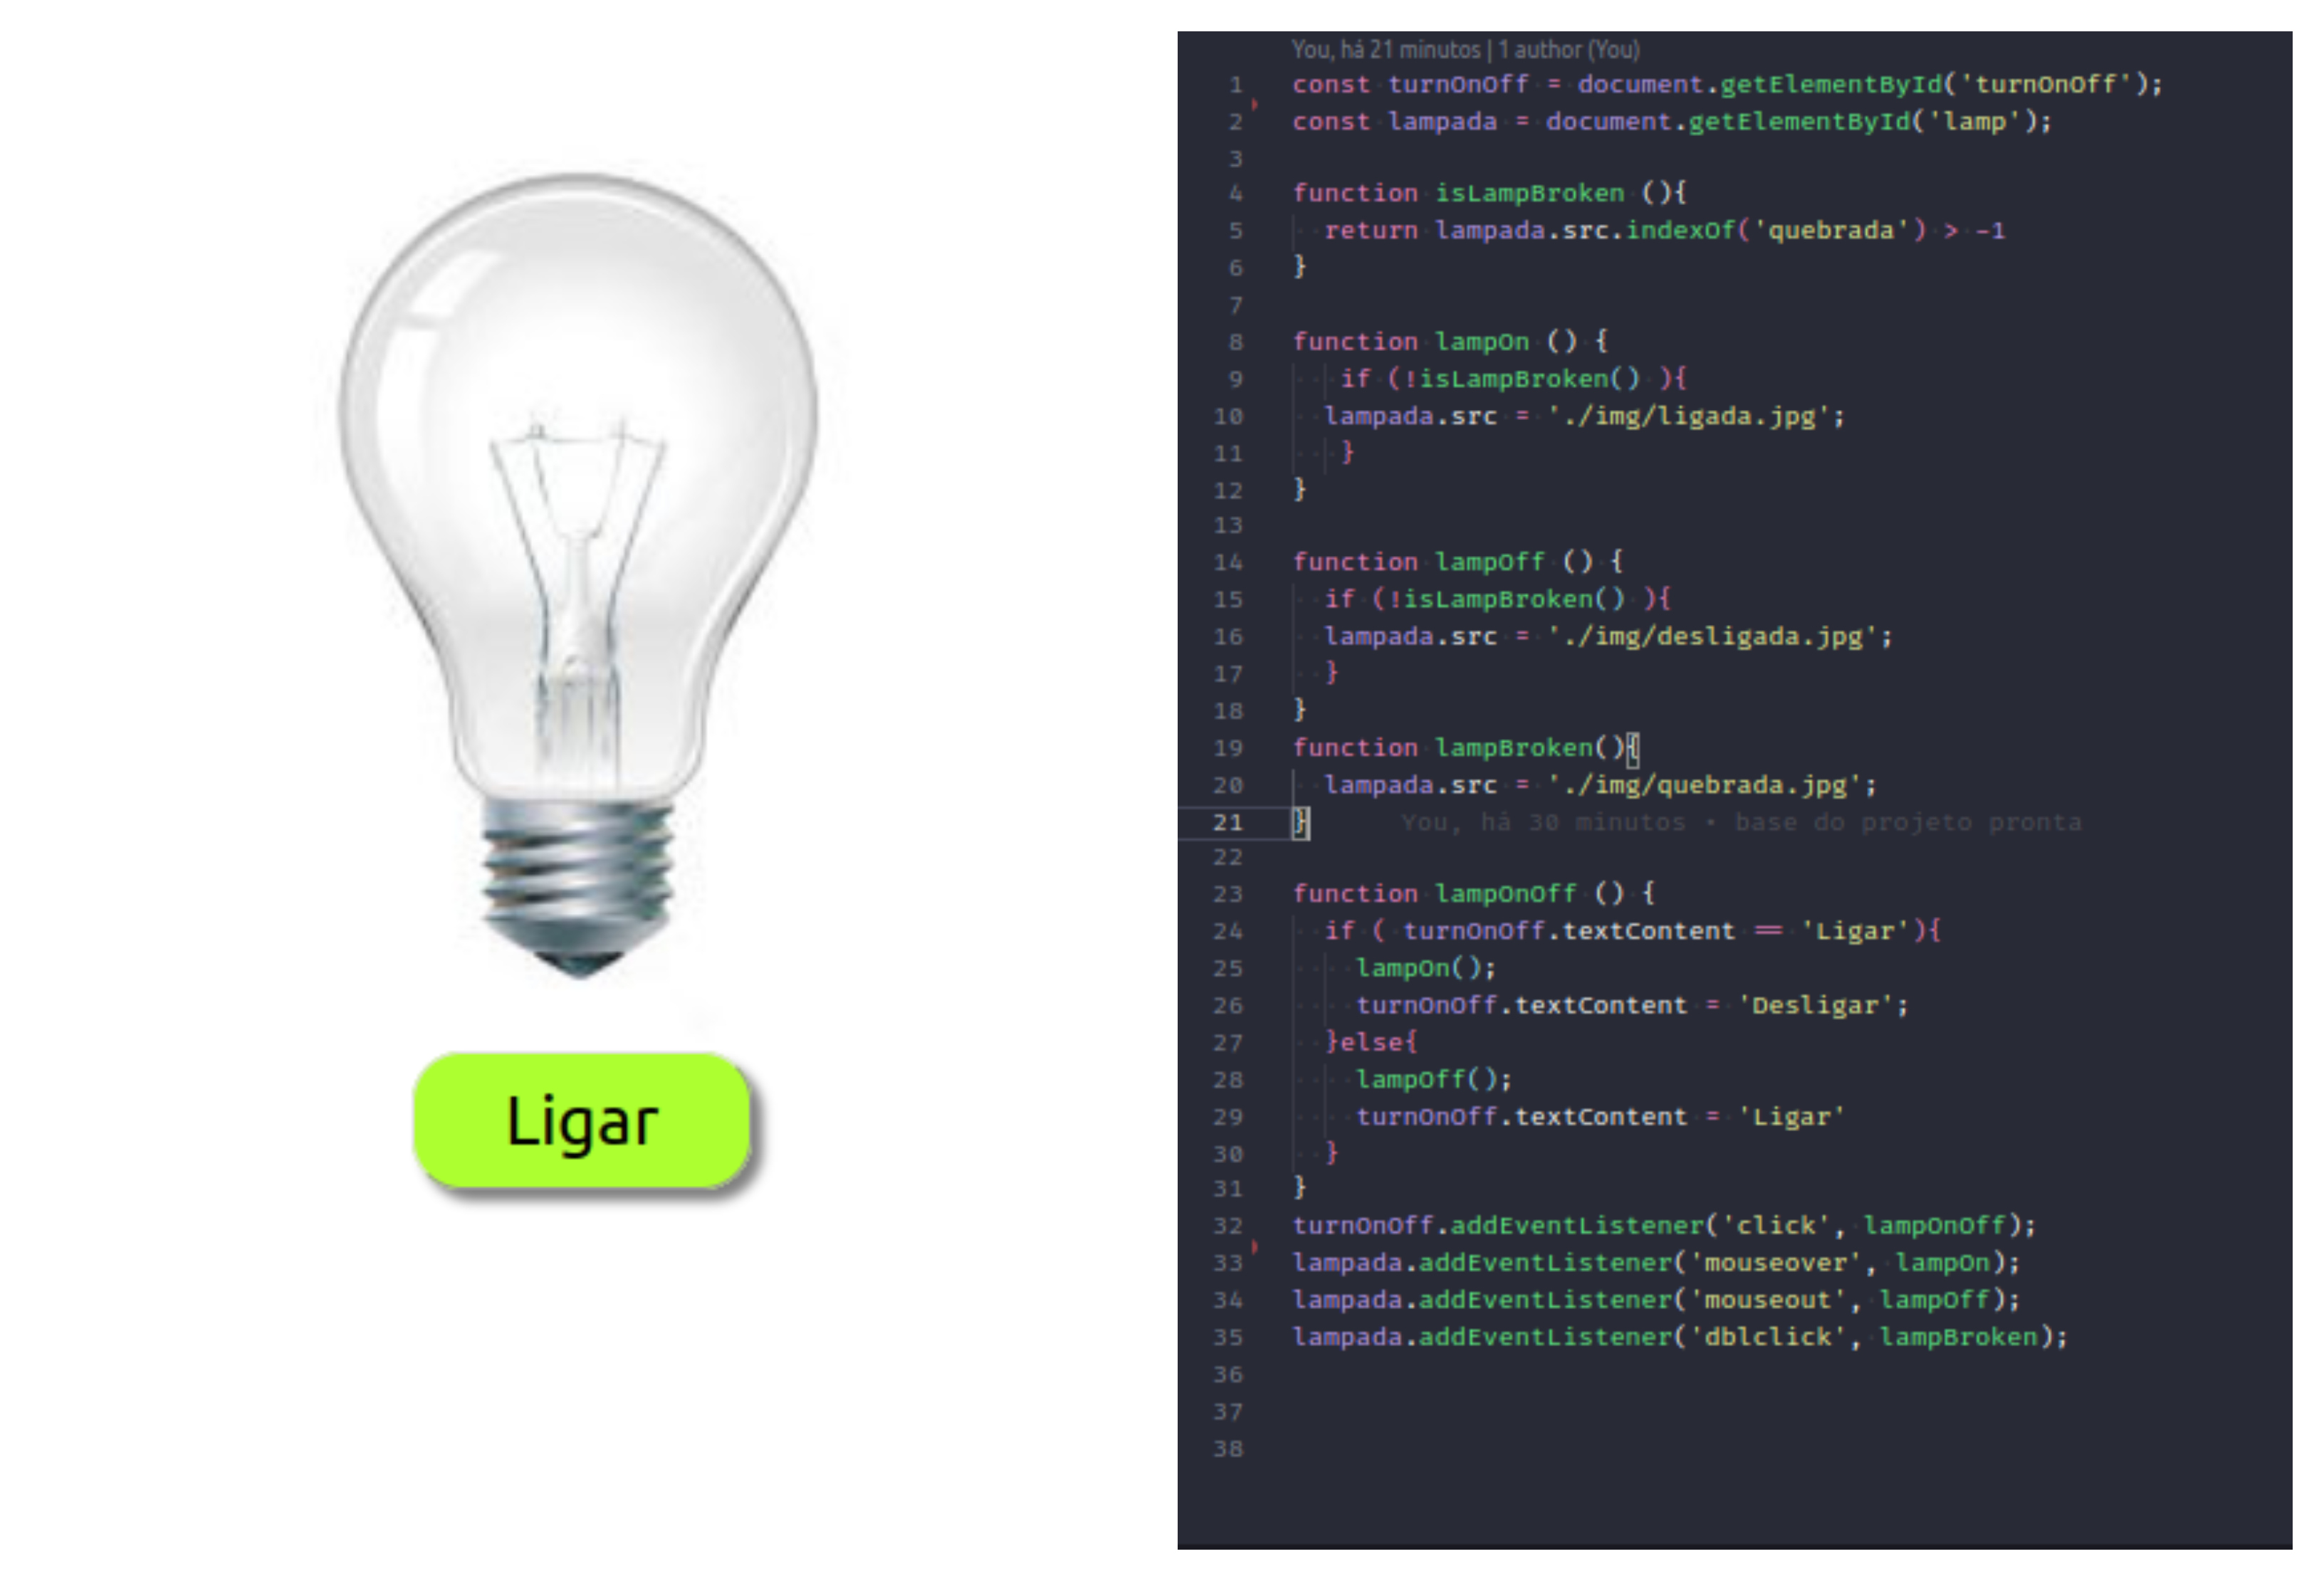 Ligar
You, há 21 minutos | 1 author (You)
1 const turnOnOff = document.getElementById('turnOnOff');
2 const lampada = document.getElementById('lamp');
3
4 function isLampBroken (){
5 return lampada.src.indexOf('quebrada') > -1
6 }
7
8 function lampOn () {
9 if (!isLampBroken() ){
10 lampada.src = './img/ligada.jpg';
11 }
12 }
13
14 function lampOff () {
15 if (!isLampBroken() ){
16 lampada.src = './img/desligada.jpg';
17 }
18 }
19 function lampBroken(){
20 lampada.src = './img/quebrada.jpg';
21 } You, há 30 minutos • base do projeto pronta
22
23 function lampOnOff () {
24 if ( turnOnOff.textContent == 'Ligar'){
25 lampOn();
26 turnOnOff.textContent = 'Desligar';
27 }else{
28 lampOff();
29 turnOnOff.textContent = 'Ligar'
30 }
31 }
32 turnOnOff.addEventListener('click', lampOnOff);
33 lampada.addEventListener('mouseover', lampOn);
34 lampada.addEventListener('mouseout', lampOff);
35 lampada.addEventListener('dblclick', lampBroken);
36
37
38